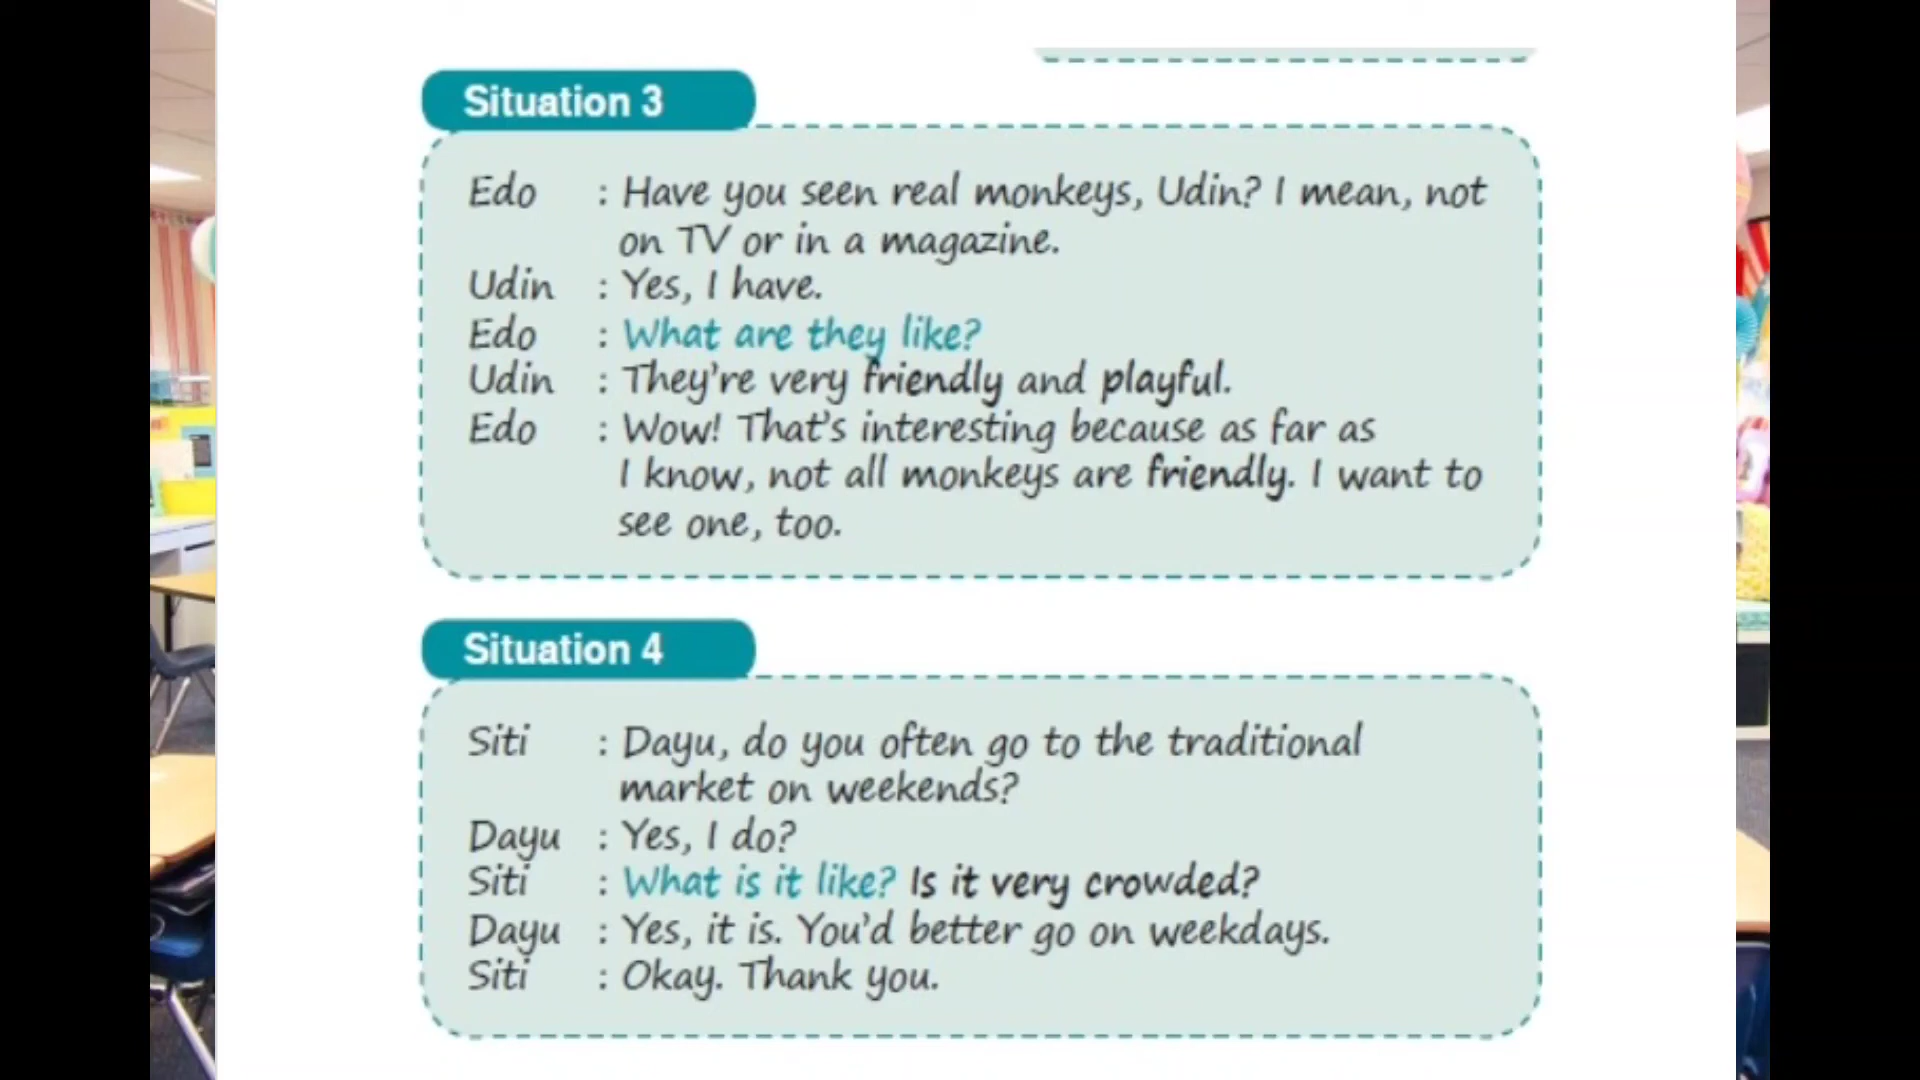 Situation 3
Edo : Have you seen real monkeys, Udin? I mean, not
on TV or in a magazine.
Udin : Yes, I have.
Edo : What are they like?
Udin : They're very friendly and playful.
Edo : Wow! That's interesting because as far as
I know, not all monkeys are friendly. I want to
see one, too.
Situation 4
Siti : Dayu, do you often go to the traditional
market on weekends?
Dayu : Yes, I do?
Siti : What is it like? Is it very crowded?
Dayu : Yes, it is. You'd better go on weekdays.
Siti : Okay. Thank you.